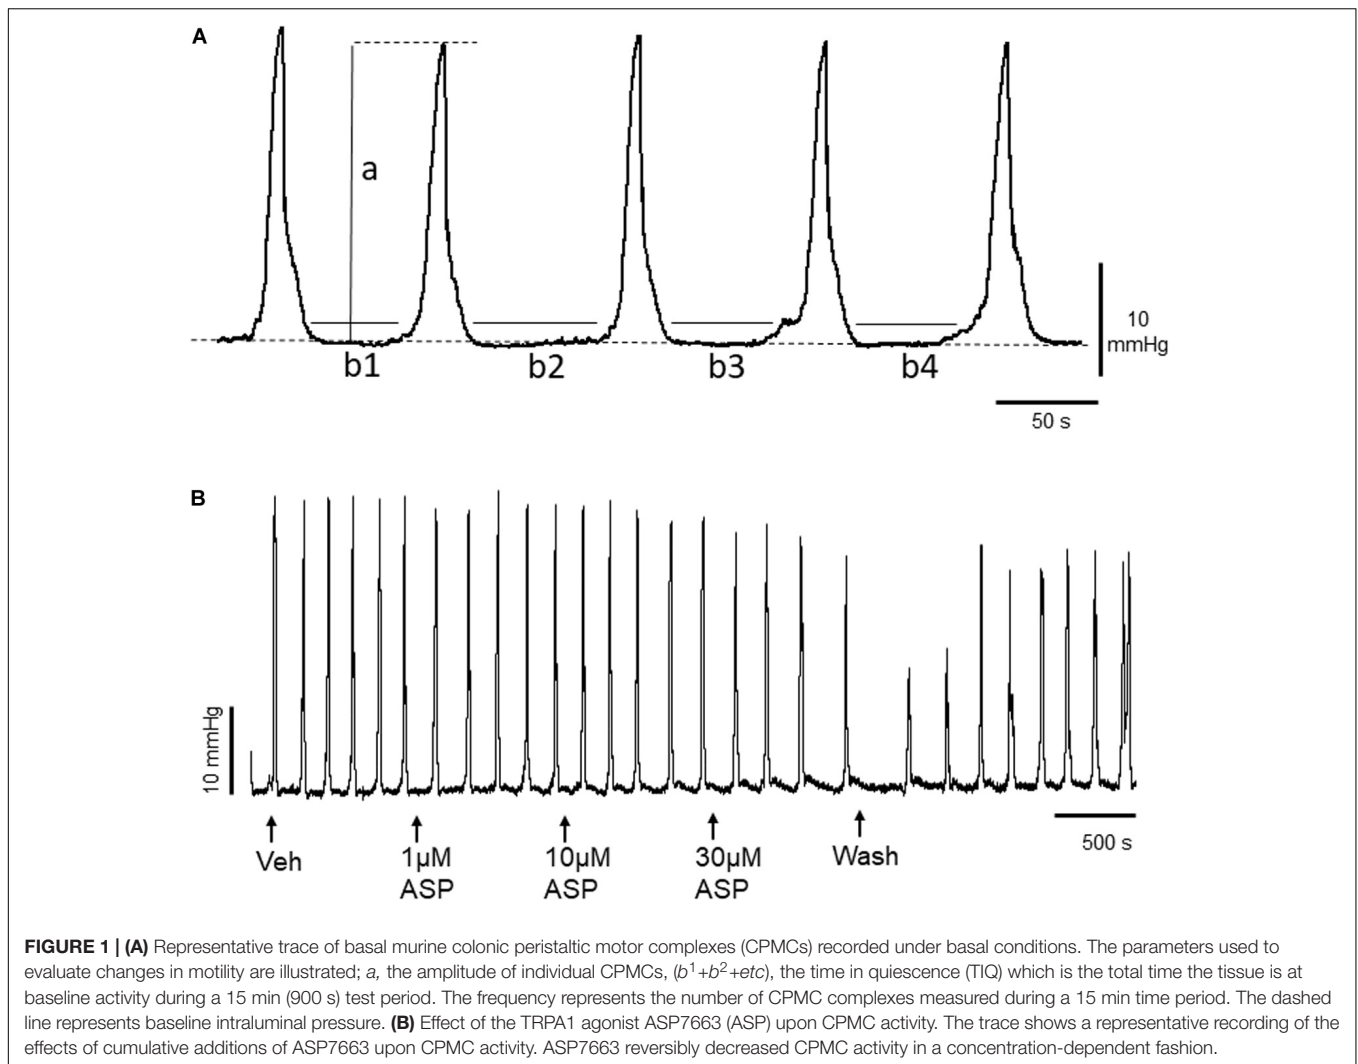 A
a
b1
b2
b3
b4
10
mmHg
50 s
B
10 mmHg
Veh
1µM
ASP
10µM
ASP
30µM
ASP
Wash
500 s
FIGURE 1 | (A) Representative trace of basal murine colonic peristaltic motor complexes (CPMCs) recorded under basal conditions. The parameters used to
evaluate changes in motility are illustrated; a, the amplitude of individual CPMCs, (b¹+b²+etc), the time in quiescence (TIQ) which is the total time the tissue is at
baseline activity during a 15 min (900 s) test period. The frequency represents the number of CPMC complexes measured during a 15 min time period. The dashed
line represents baseline intraluminal pressure. (B) Effect of the TRPA1 agonist ASP7663 (ASP) upon CPMC activity. The trace shows a representative recording of the
effects of cumulative additions of ASP7663 upon CPMC activity. ASP7663 reversibly decreased CPMC activity in a concentration-dependent fashion.